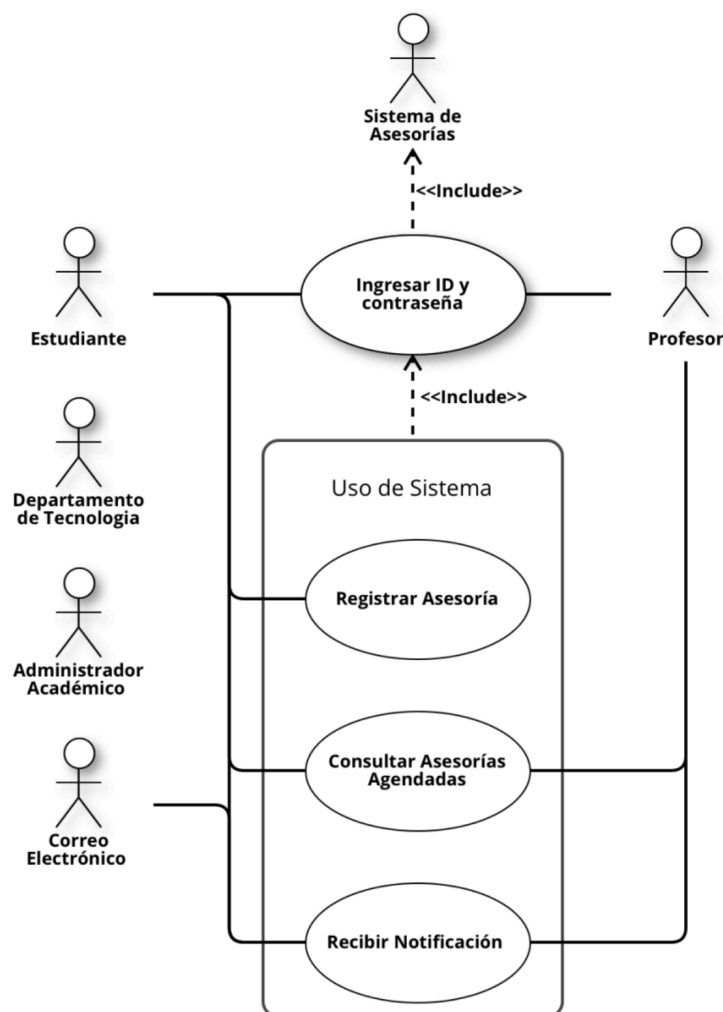 Sistema de
Asesorías
<<Include>>
Ingresar ID y
contraseña
Estudiante
Profesor
<<Include>>
Departamento
de Tecnologia
Uso de Sistema
Registrar Asesoría
Administrador
Académico
Consultar Asesorías
Agendadas
Correo
Electrónico
Recibir Notificación